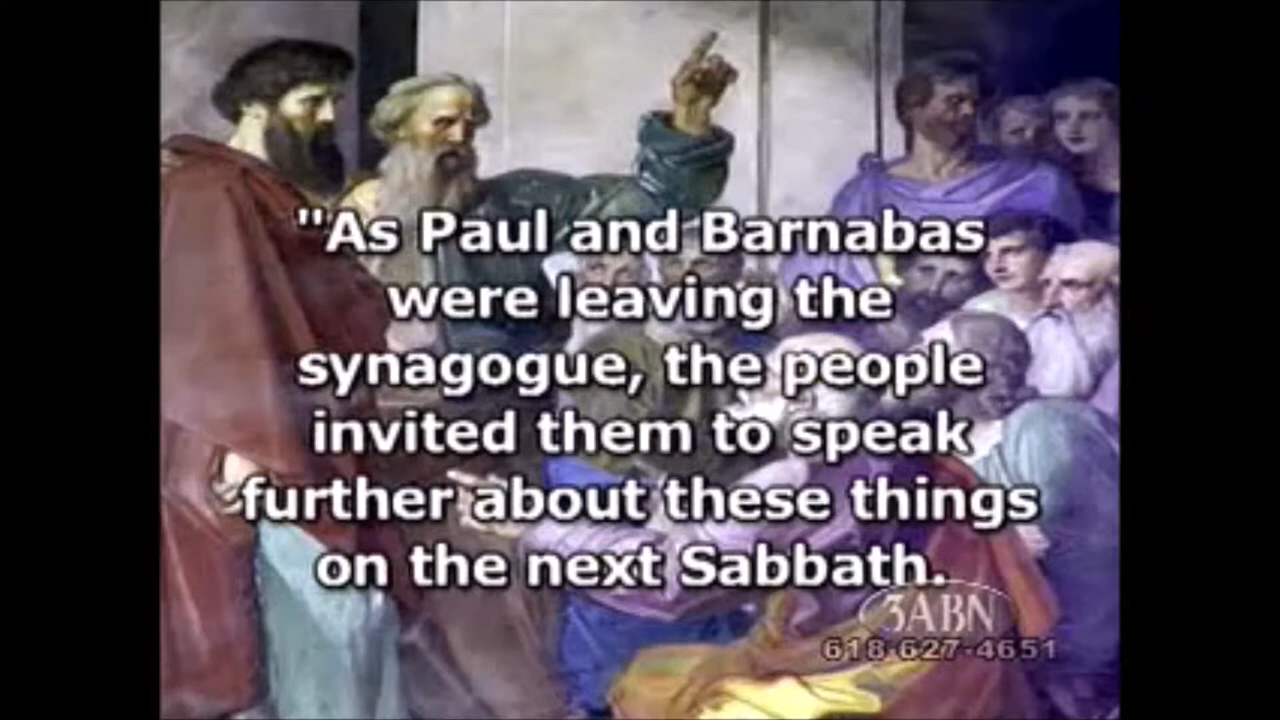 "As Paul and Barnabas
were leaving the
synagogue, the people
invited them to speak
further about these things
on the next Sabbath.
3ABN
618-627-4651